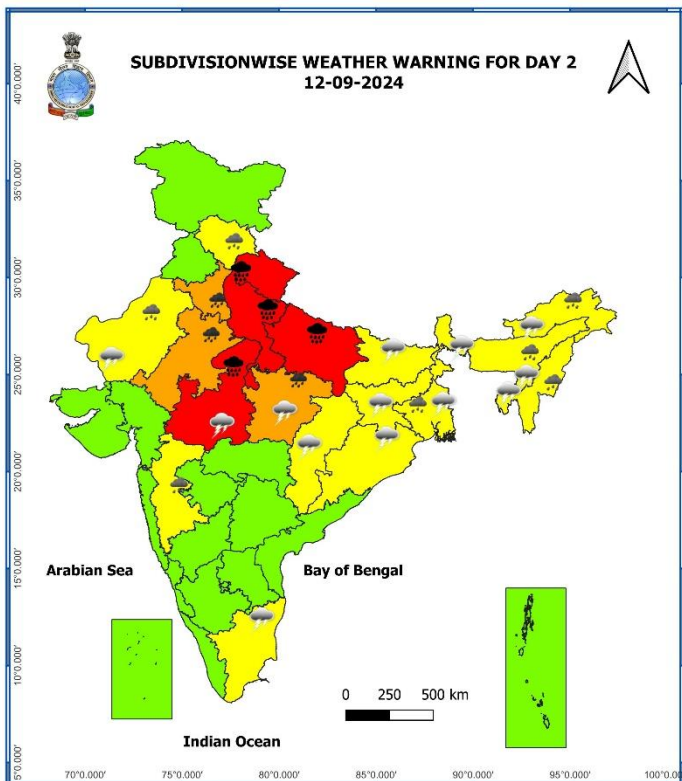 SUBDIVISIONWISE WEATHER WARNING FOR DAY 2
12-09-2024
40°0.000'
35°0.000'
30°0.000'
25°0.000'
20°0.000'
15°0.000'
10°0.000'
5°0.000'
Arabian Sea
Bay of Bengal
0 250 500 km
Indian Ocean
70°0.000' 75°0.000' 80°0.000' 85°0.000' 90°0.000' 95°0.000' 100°0.0